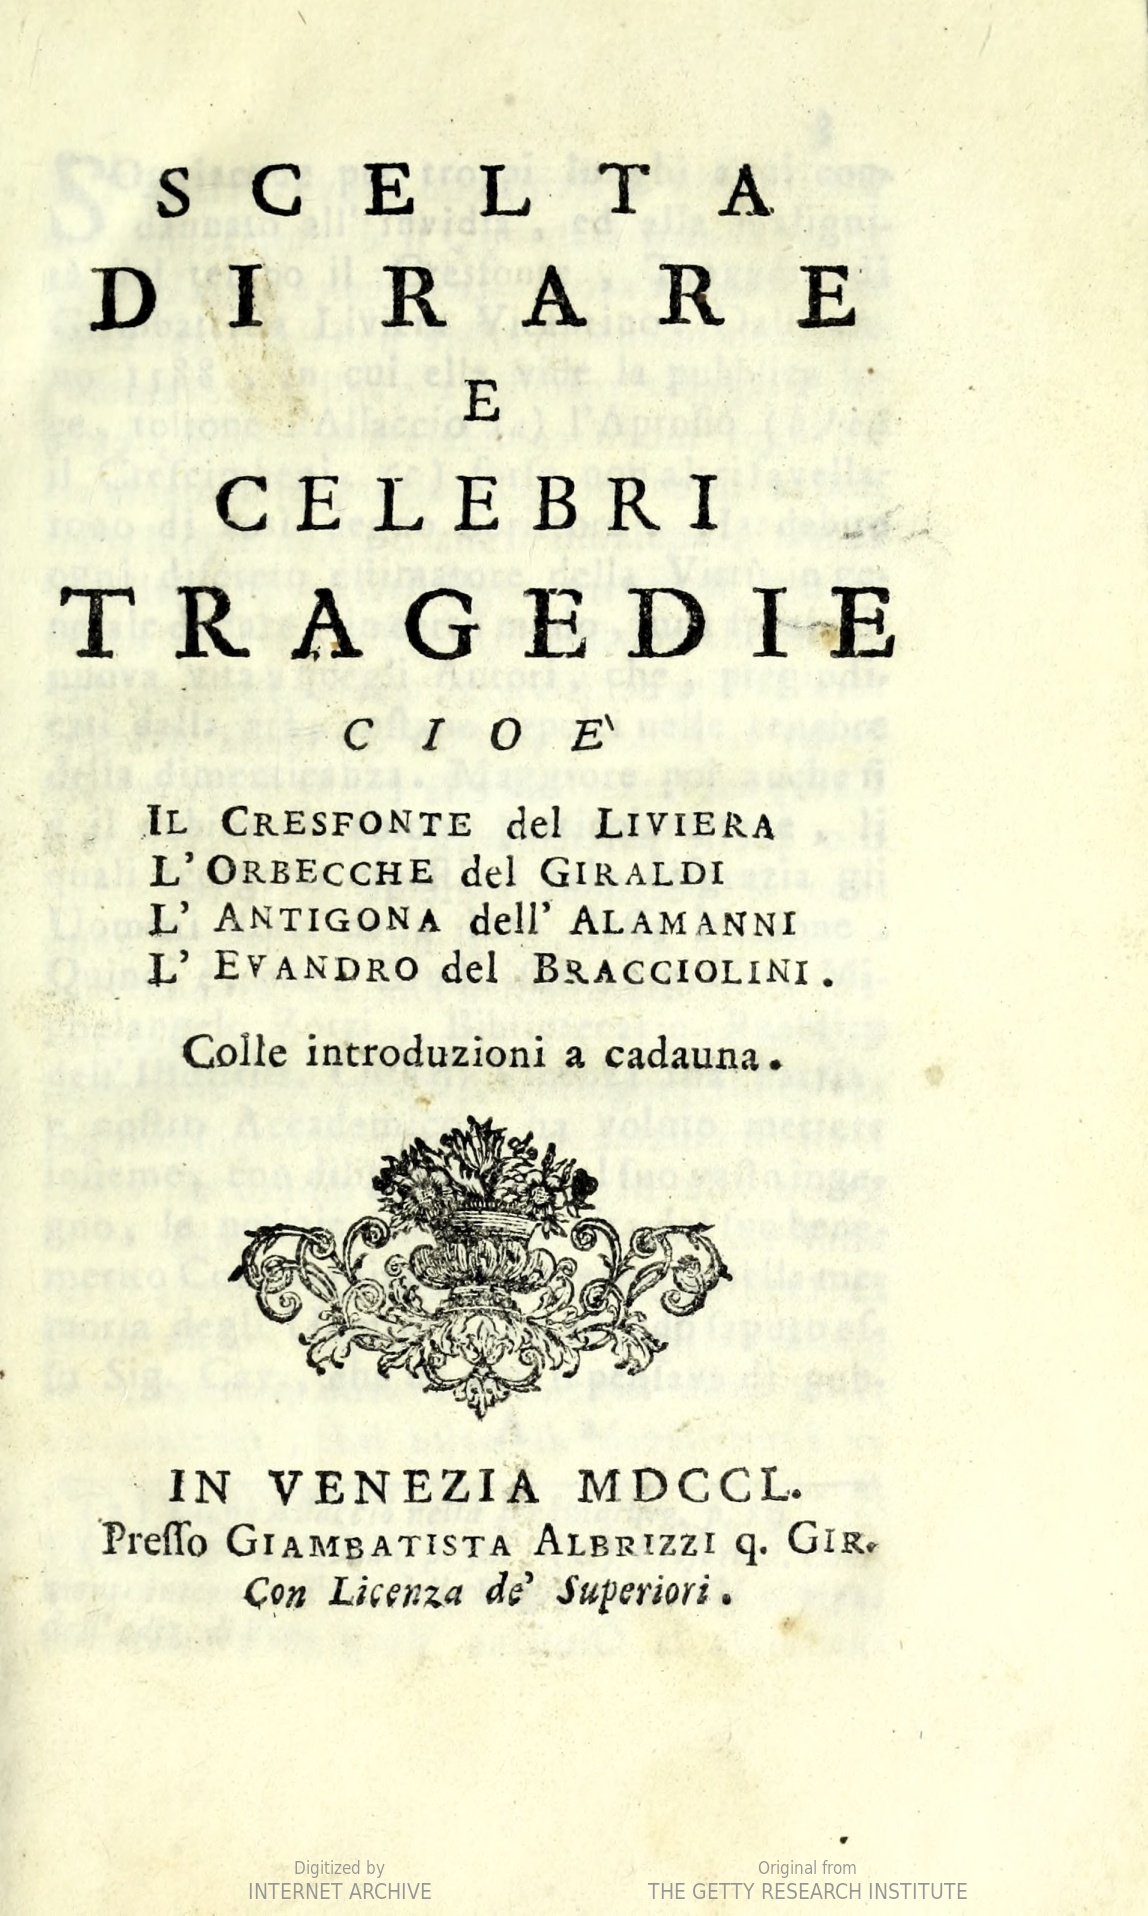 SCELTA
DI RARE
E
CELEBRI
TRAGEDIE
CIOE'
IL CRESFONTE del LIVIERA
L' ORBECCHE del GIRALDI
L' ANTIGONA dell' ALAMANNI
L' EVANDRO del BRACCIOLINI.
Colle introduzioni a cadauna.
IN VENEZIA MDCCL.
Preſſo GIAMBATISTA ALBRIZZI q. GIR.
Con Licenza de' Superiori.
Digitized by
INTERNET ARCHIVE
Original from
THE GETTY RESEARCH INSTITUTE